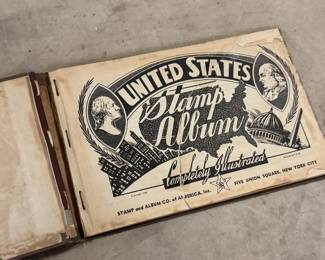 UNITED STATES
Stamp
Album
Completely Illustrated
STAMP and ALBUM CO. of AMERICA, Inc.
FIVE UNION SQUARE, NEW YORK CITY